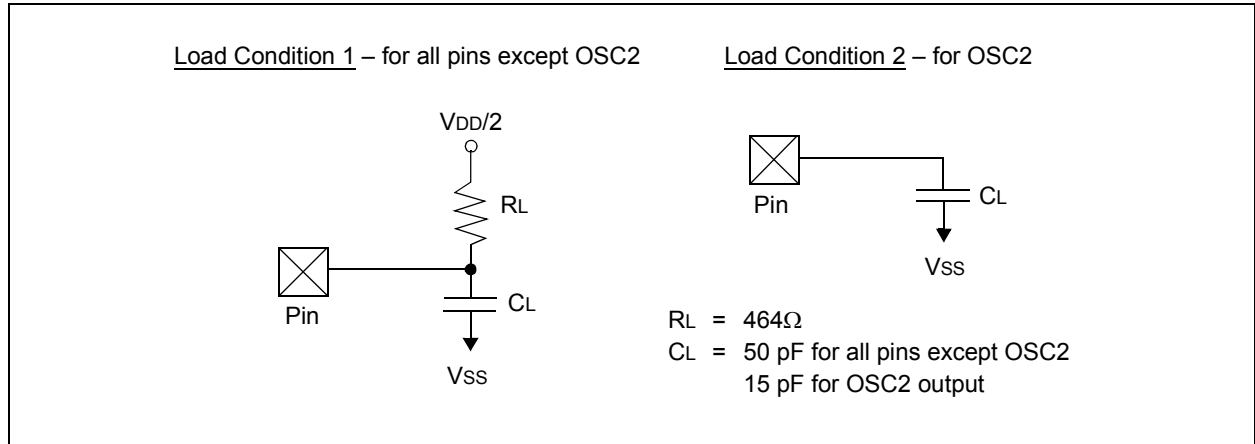 Load Condition 1 – for all pins except OSC2
VDD/2
RL
Pin
CL
VSS
Load Condition 2 – for OSC2
Pin
CL
VSS
RL = 464Ω
CL = 50 pF for all pins except OSC2
15 pF for OSC2 output